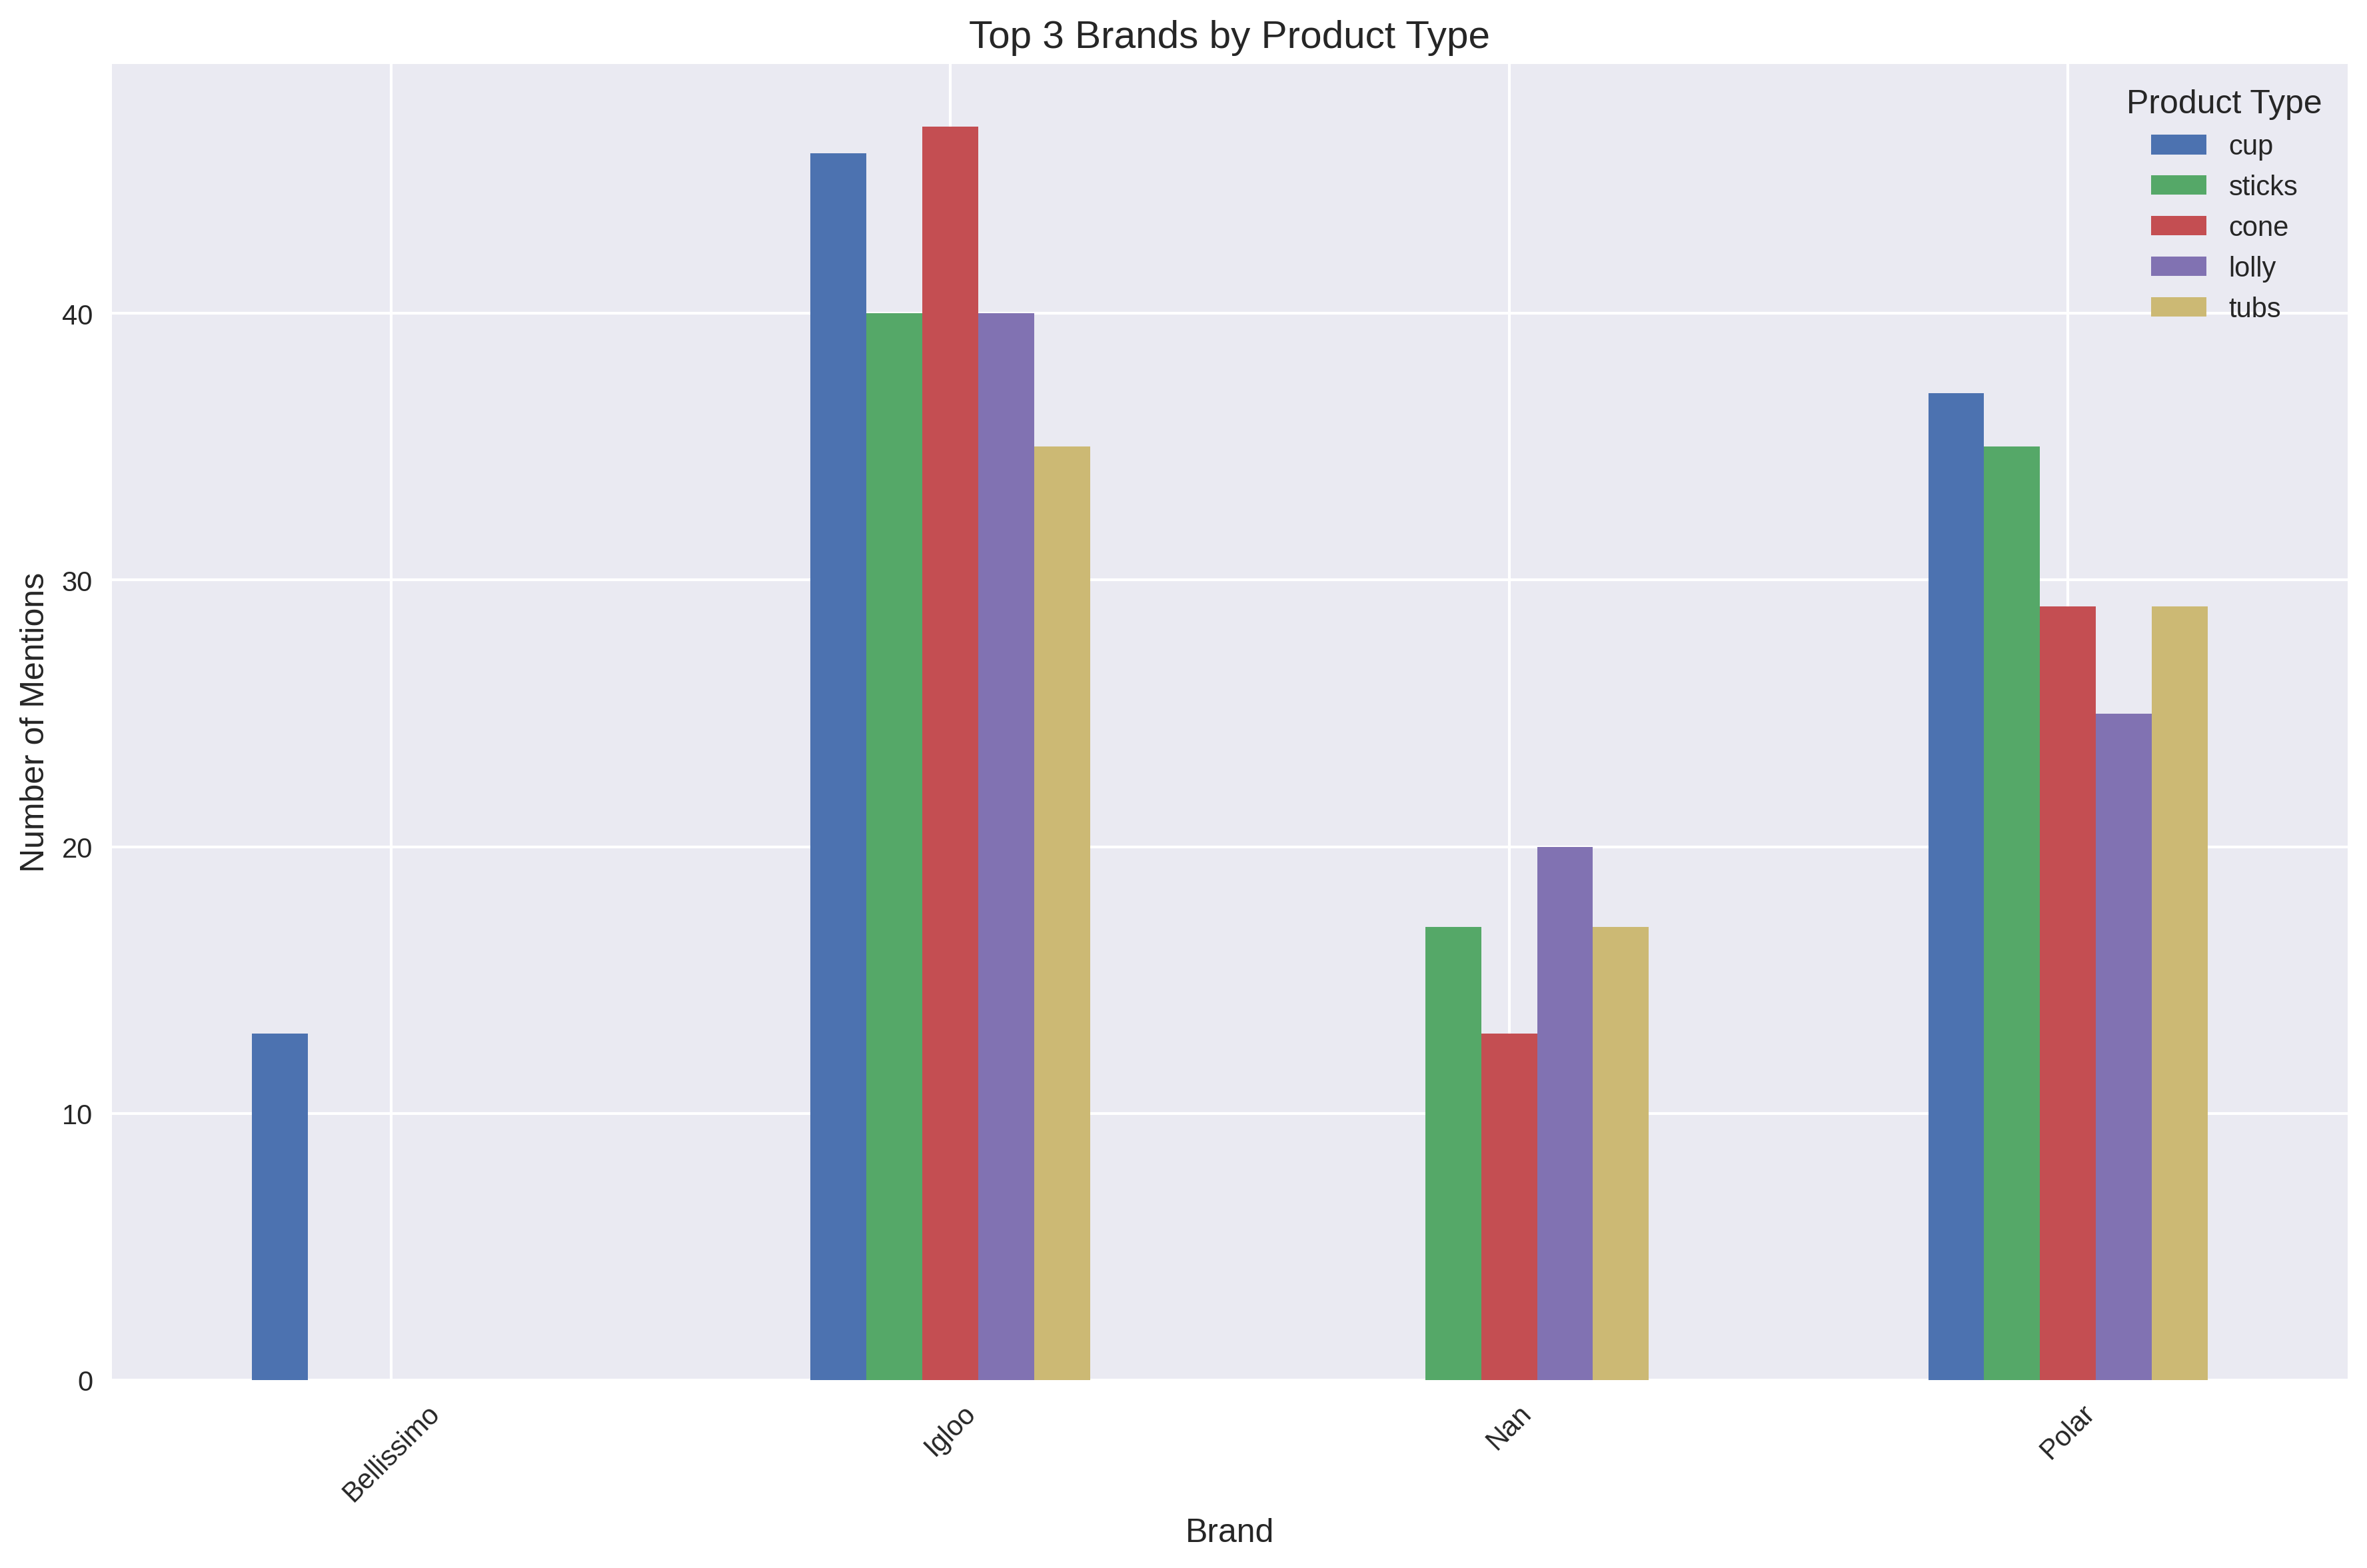 Top 3 Brands by Product Type
Product Type
cup
sticks
cone
lolly
tubs
Number of Mentions
40
30
20
10
0
Bellissimo
Igloo
Nan
Polar
Brand